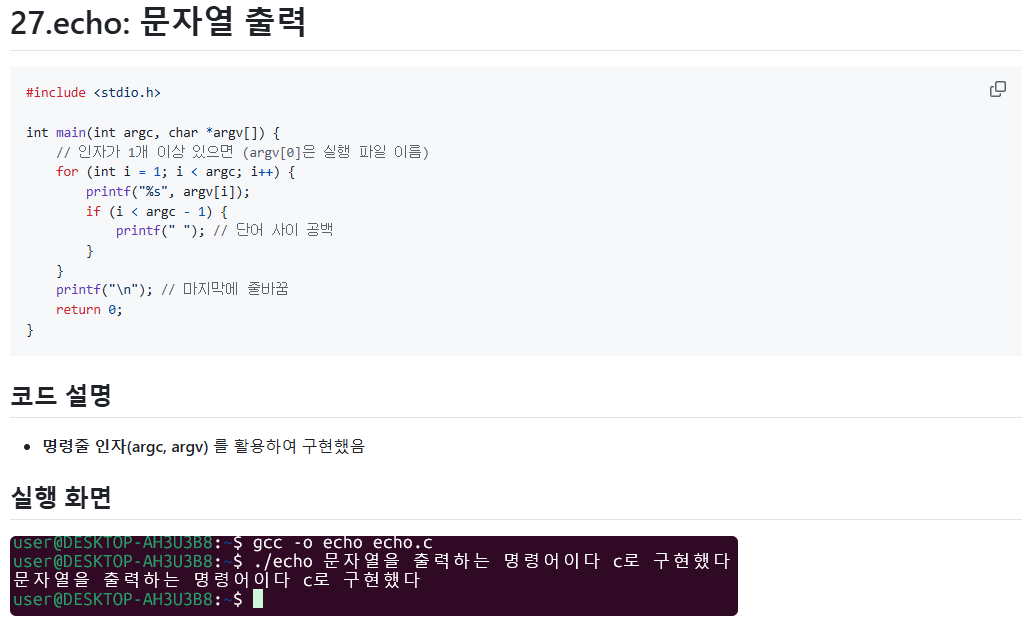 27.echo: 문자열 출력
#include <stdio.h>
int main(int argc, char *argv[]) {
    // 인자가 1개 이상 있으면 (argv[0]은 실행 파일 이름)
    for (int i = 1; i < argc; i++) {
        printf("%s", argv[i]);
        if (i < argc - 1) {
            printf(" "); // 단어 사이 공백
        }
    }
    printf("\n"); // 마지막에 줄바꿈
    return 0;
}
코드 설명
• 명령줄 인자(argc, argv) 를 활용하여 구현했음
실행 화면
user@DESKTOP-AH3U3B8:~$ gcc -o echo echo.c
user@DESKTOP-AH3U3B8:~$ ./echo 문자열을 출력하는 명령어이다 c로 구현했다
문자열을 출력하는 명령어이다 c로 구현했다
user@DESKTOP-AH3U3B8:~$